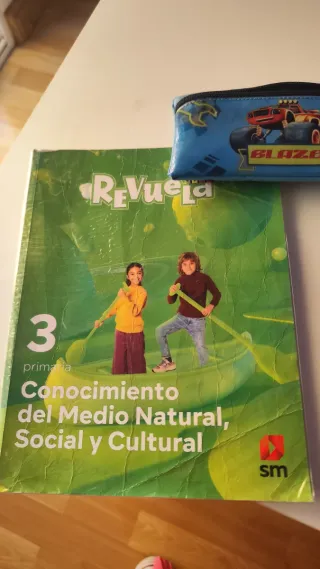 BLAZE
REVUELA
3
primaria
Conocimiento
del Medio Natural,
Social y Cultural
sm